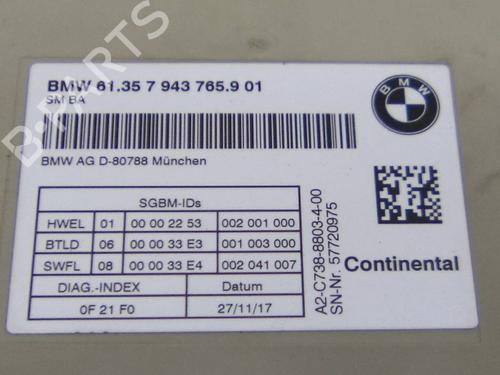 BMW 61.35 7 943 765.9 01
SM BA
BMW
BMW AG D-80788 München
B-PARTS
SGBM-IDs
HWEL 01 00 00 22 53 002 001 000
BTLD 06 00 00 33 E3 001 003 000
SWFL 08 00 00 33 E4 002 041 007
DIAG.-INDEX Datum
0F 21 F0 27/11/17
A2-C738-8803-4-00
SN-Nr. 57720975
Continental